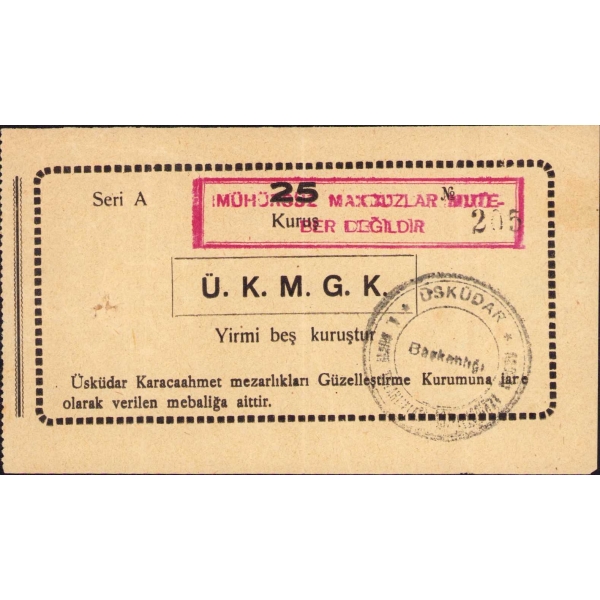 Seri A
25
Kuruş
№
205
MÜHÜRSÜZ MAKBUZLAR MUTE-
BER DEĞİLDİR
Ü. K. M. G. K.
Yirmi beş kuruştur
Üsküdar Karacaahmet mezarlıkları Güzelleştirme Kurumuna iare
olarak verilen mebaliğa aittir.
* ÜSKÜDAR *
Başkanlığı